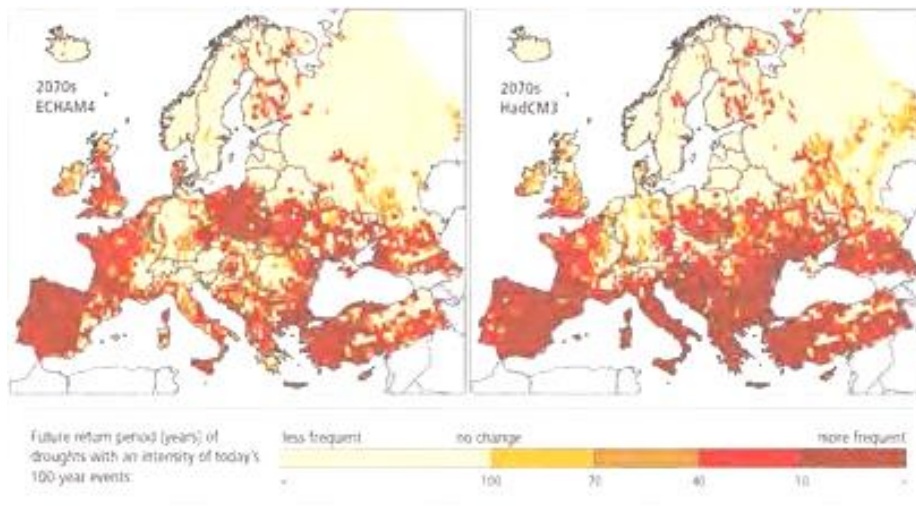 2070s
ECHAM4
2070s
HadCM3
Future return period [years] of
droughts with an intensity of today's
100 year events:
less frequent no change more frequent
100 70 40 10